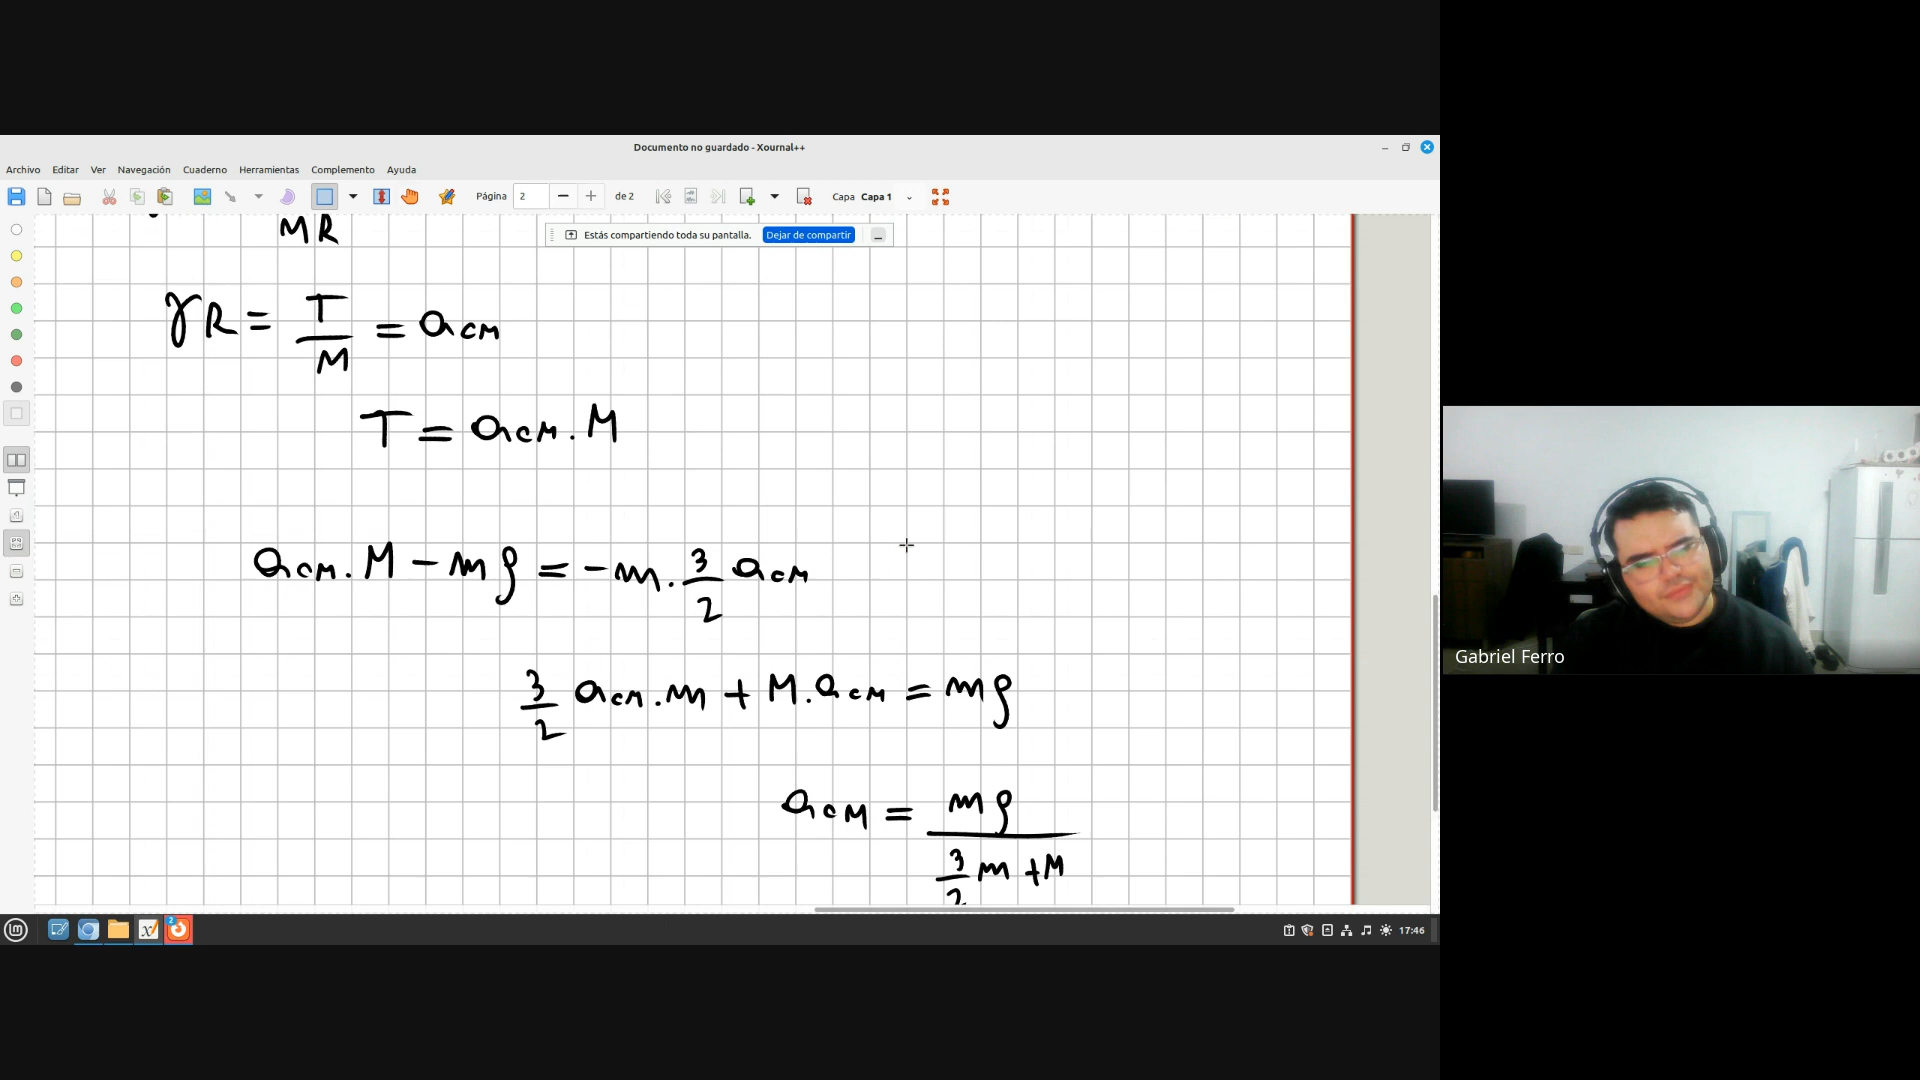 Documento no guardado - Xournal++
Archivo Editar Ver Navegación Cuaderno Herramientas Complemento Ayuda
Página 2 de 2 Capa Capa 1
Estás compartiendo toda su pantalla. Dejar de compartir
MR
γR = T/M = acm
T = acm . M
acm . M - mg = -m . 3/2 acm
3/2 acm . m + M . acm = mg
acm = mg / (3/2 m + M)
Gabriel Ferro
2
17:46